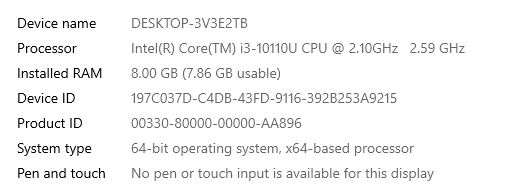 Device name DESKTOP-3V3E2TB
Processor Intel(R) Core(TM) i3-10110U CPU @ 2.10GHz 2.59 GHz
Installed RAM 8.00 GB (7.86 GB usable)
Device ID 197C037D-C4DB-43FD-9116-392B253A9215
Product ID 00330-80000-00000-AA896
System type 64-bit operating system, x64-based processor
Pen and touch No pen or touch input is available for this display